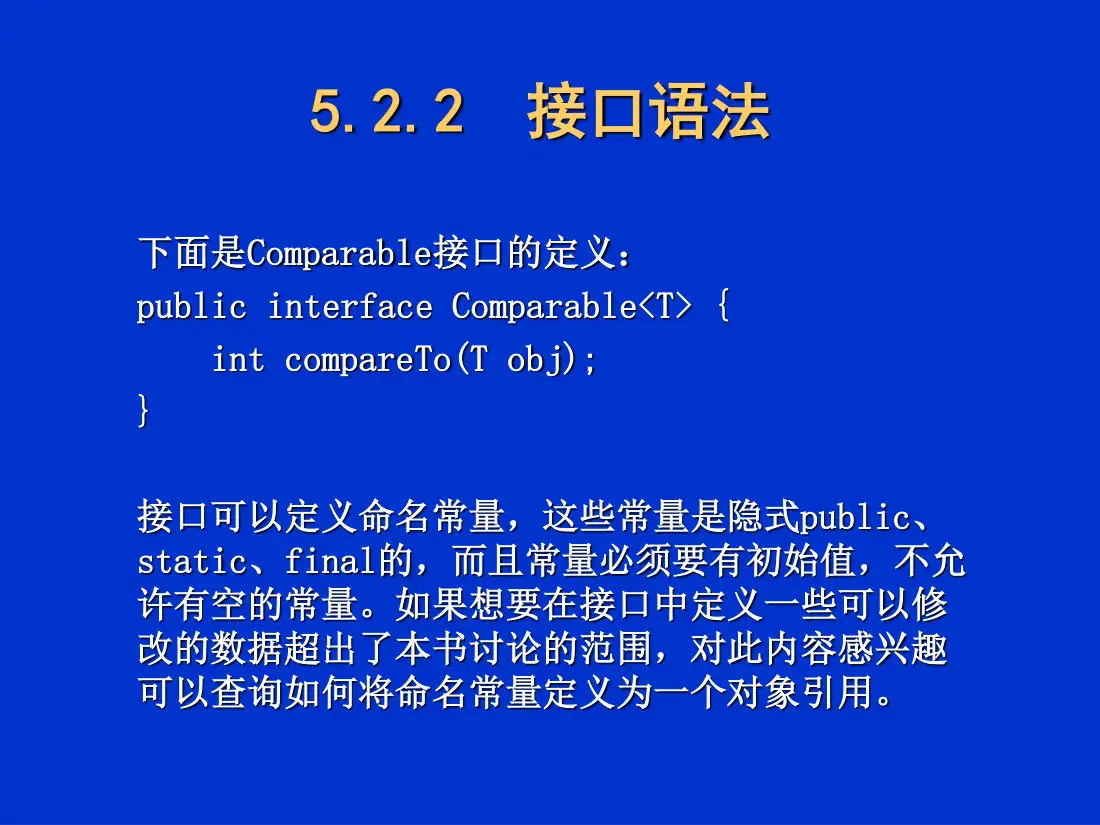 5.2.2 接口语法
下面是Comparable接口的定义：
public interface Comparable<T> {
    int compareTo(T obj);
}
接口可以定义命名常量，这些常量是隐式public、
static、final的，而且常量必须要有初始值，不允
许有空的常量。如果想要在接口中定义一些可以修
改的数据超出了本书讨论的范围，对此内容感兴趣
可以查询如何将命名常量定义为一个对象引用。